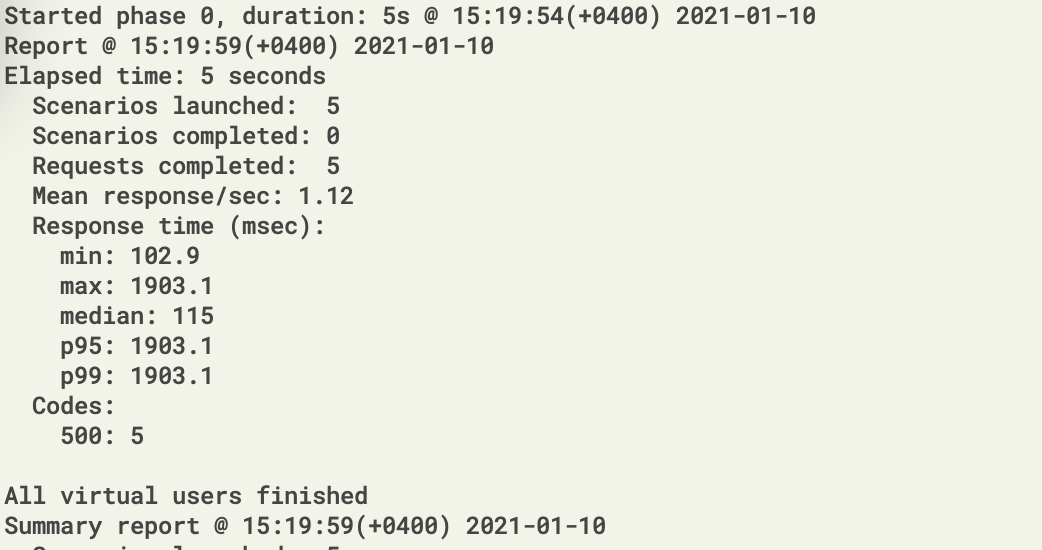 Started phase 0, duration: 5s @ 15:19:54(+0400) 2021-01-10
Report @ 15:19:59(+0400) 2021-01-10
Elapsed time: 5 seconds
  Scenarios launched:  5
  Scenarios completed: 0
  Requests completed:  5
  Mean response/sec: 1.12
  Response time (msec):
    min: 102.9
    max: 1903.1
    median: 115
    p95: 1903.1
    p99: 1903.1
  Codes:
    500: 5

All virtual users finished
Summary report @ 15:19:59(+0400) 2021-01-10